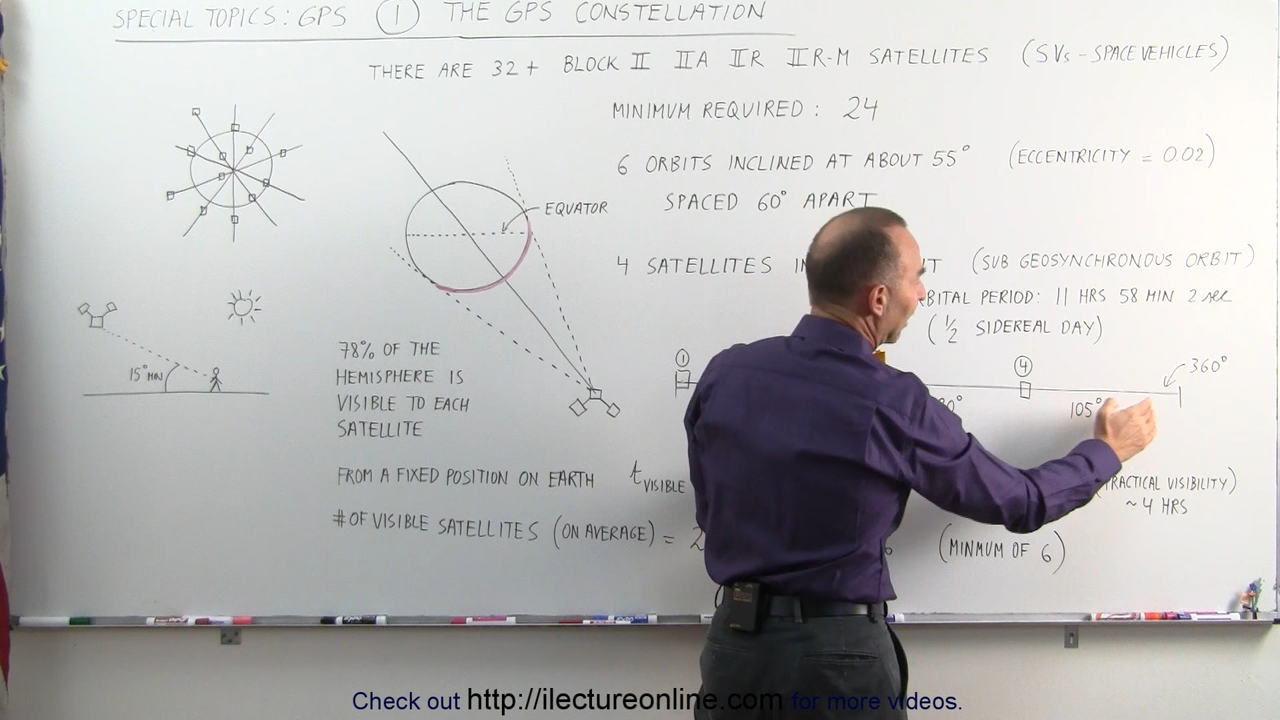 SPECIAL TOPICS: GPS ① THE GPS CONSTELLATION
THERE ARE 32+ BLOCK II IIA IIR IIR-M SATELLITES (SVs - SPACE VEHICLES)
MINIMUM REQUIRED: 24
6 ORBITS INCLINED AT ABOUT 55° (ECCENTRICITY = 0.02)
SPACED 60° APART
EQUATOR
4 SATELLITES (SUB GEOSYNCHRONOUS ORBIT)
PERIOD: 11 HRS 58 MIN 2 sec
(1/2 SIDEREAL DAY)
① ④ 360°
105°
15° MIN
78% OF THE
HEMISPHERE IS
VISIBLE TO EACH
SATELLITE
FROM A FIXED POSITION ON EARTH t VISIBLE (PRACTICAL VISIBILITY)
~4 HRS
# OF VISIBLE SATELLITES (ON AVERAGE) = 2 6 (MINMUM OF 6)
Check out http://ilectureonline.com for more videos.